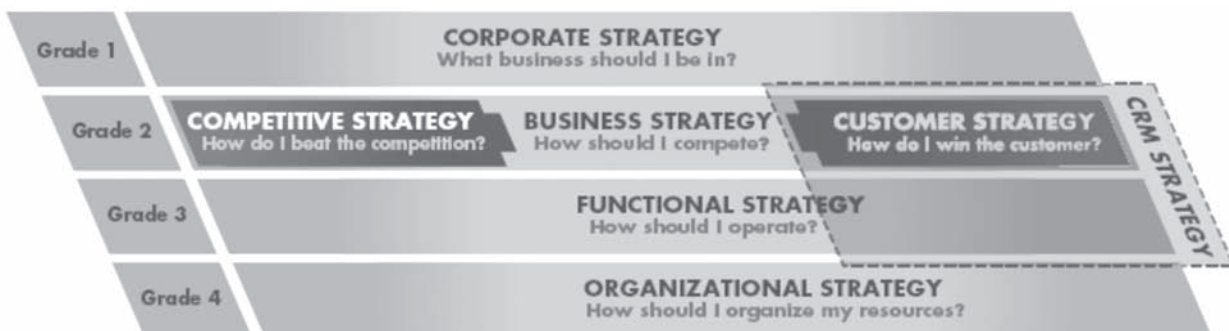 Grade 1
CORPORATE STRATEGY
What business should I be in?
Grade 2
COMPETITIVE STRATEGY
How do I beat the competition?
BUSINESS STRATEGY
How should I compete?
CUSTOMER STRATEGY
How do I win the customer?
CRM STRATEGY
Grade 3
FUNCTIONAL STRATEGY
How should I operate?
Grade 4
ORGANIZATIONAL STRATEGY
How should I organize my resources?